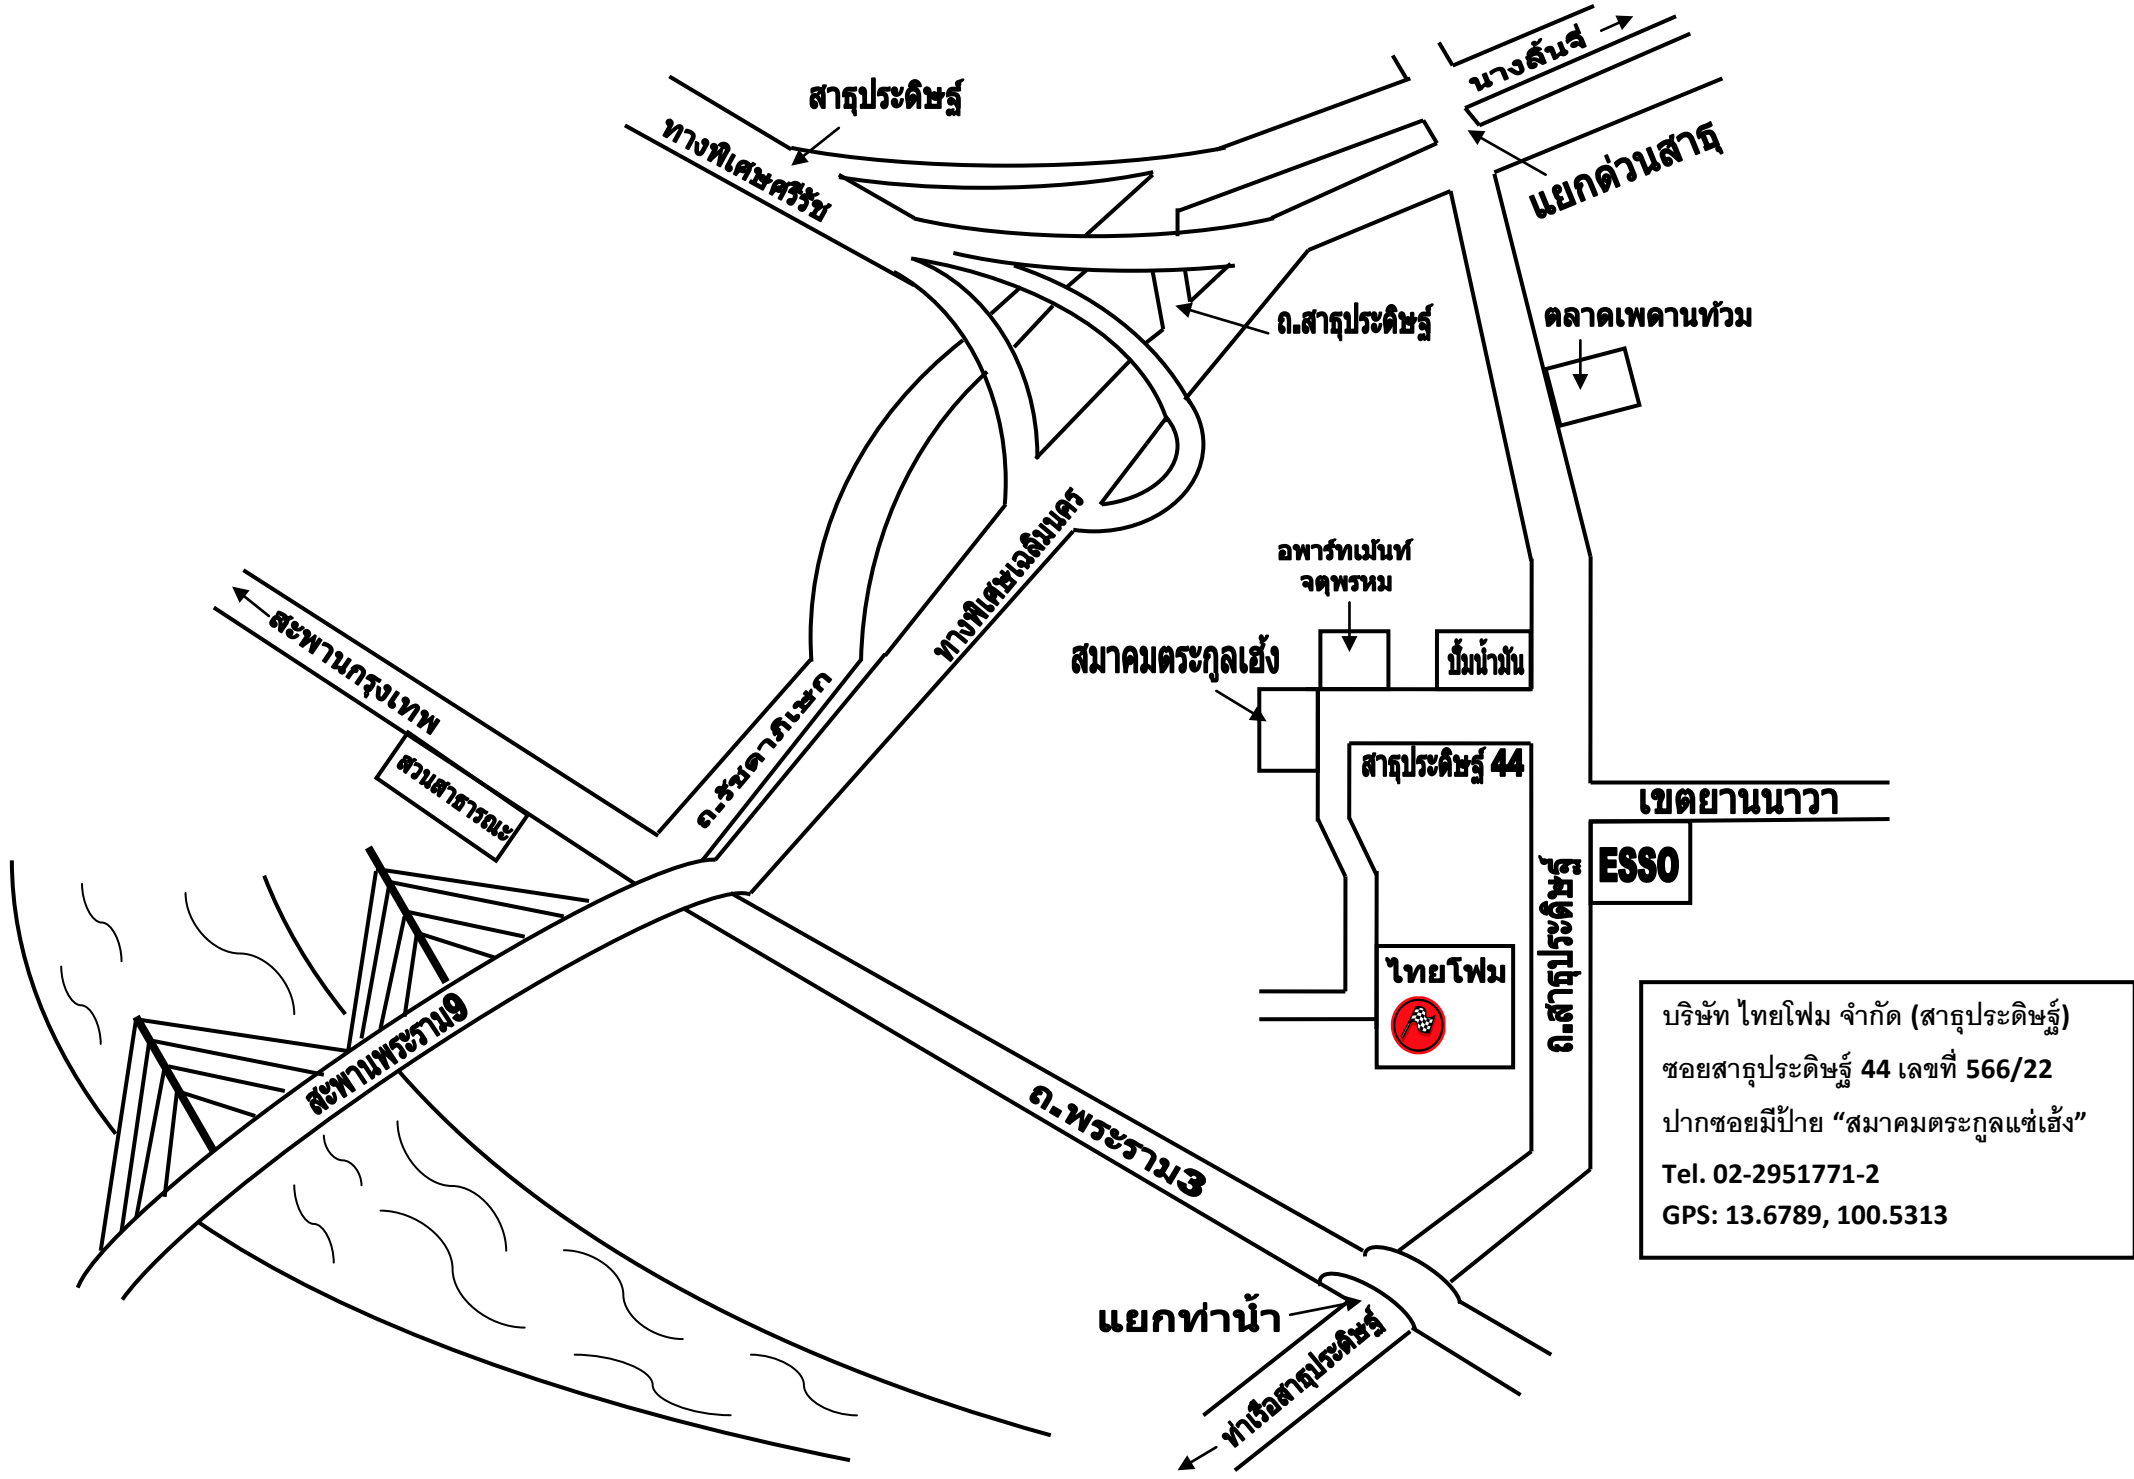 นางลิ้นจี่
สาธุประดิษฐ์
ทางพิเศษศรีรัช
แยกด่วนสาธุ
ถ.สาธุประดิษฐ์
ตลาดเพดานท้วม
ทางพิเศษเฉลิมนคร
อพาร์ทเม้นท์
จตุพรหม
สมาคมตระกูลเฮ้ง
ปั้มน้ำมัน
สะพานกรุงเทพ
ถ.รัชดาภิเษก
สวนสาธารณะ
สาธุประดิษฐ์ 44
เขตยานนาวา
ESSO
ถ.สาธุประดิษฐ์
ไทยโฟม
สะพานพระราม9
ถ.พระราม3
แยกท่าน้ำ
ท่าเรือสาธุประดิษฐ์
บริษัท ไทยโฟม จำกัด (สาธุประดิษฐ์)
ซอยสาธุประดิษฐ์ 44 เลขที่ 566/22
ปากซอยมีป้าย “สมาคมตระกูลแซ่เฮ้ง”
Tel. 02-2951771-2
GPS: 13.6789, 100.5313